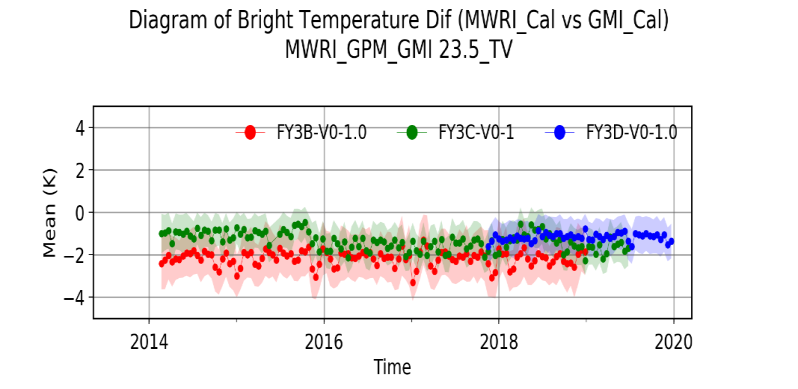 Diagram of Bright Temperature Dif (MWRI_Cal vs GMI_Cal)
MWRI_GPM_GMI 23.5_TV
FY3B-V0-1.0 FY3C-V0-1 FY3D-V0-1.0
4
2
0
−2
−4
Mean (K)
2014 2016 2018 2020
Time